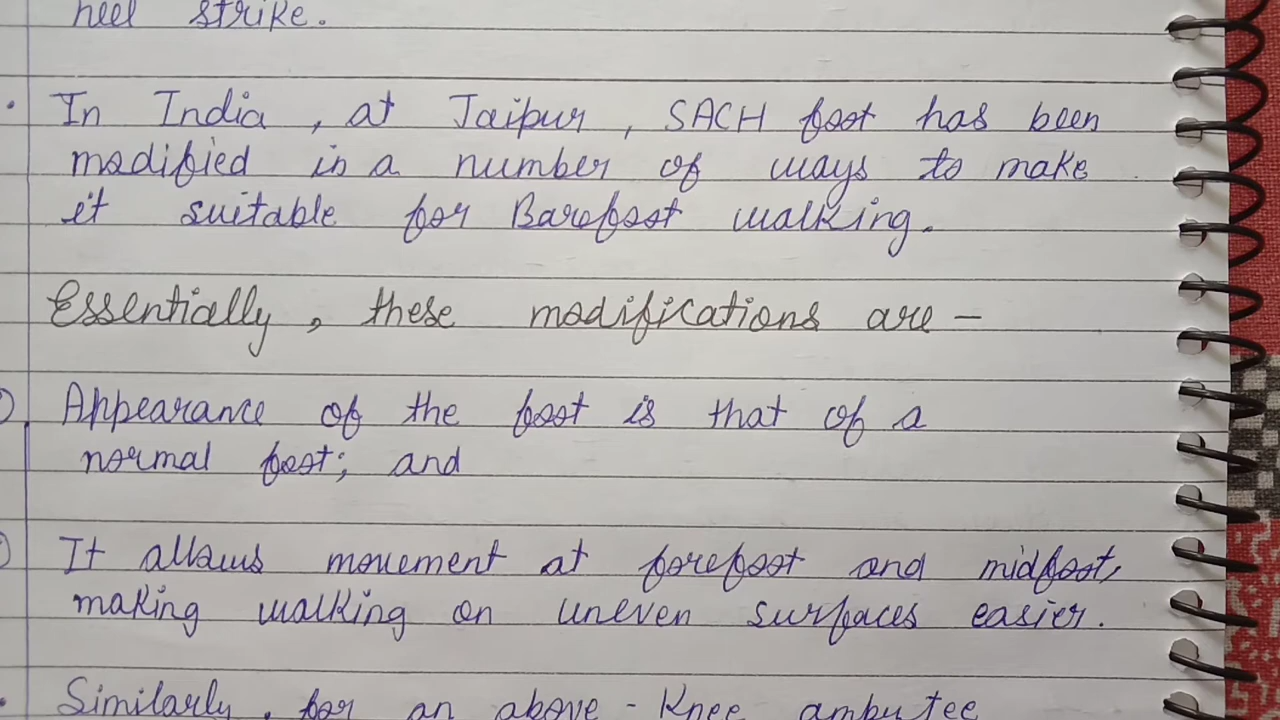 heel strike.
• In India, at Jaipur, SACH foot has been
modified in a number of ways to make
it suitable for Barefoot walking.
Essentially, these modifications are -
Appearance of the foot is that of a
normal foot; and
It allows movement at forefoot and midfoot,
making walking on uneven surfaces easier.
• Similarly, for an above-Knee amputee